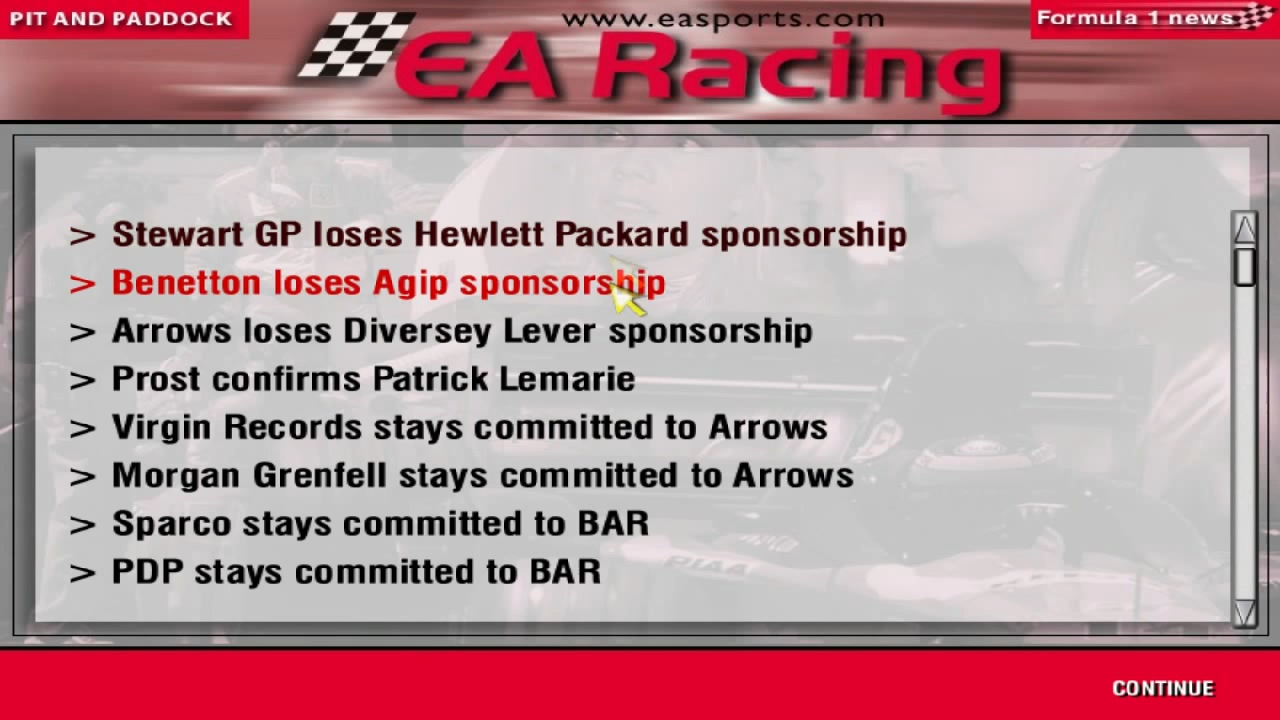 PIT AND PADDOCK
www.easports.com
Formula 1 news
EA Racing
> Stewart GP loses Hewlett Packard sponsorship
> Benetton loses Agip sponsorship
> Arrows loses Diversey Lever sponsorship
> Prost confirms Patrick Lemarie
> Virgin Records stays committed to Arrows
> Morgan Grenfell stays committed to Arrows
> Sparco stays committed to BAR
> PDP stays committed to BAR
PIAA
CONTINUE